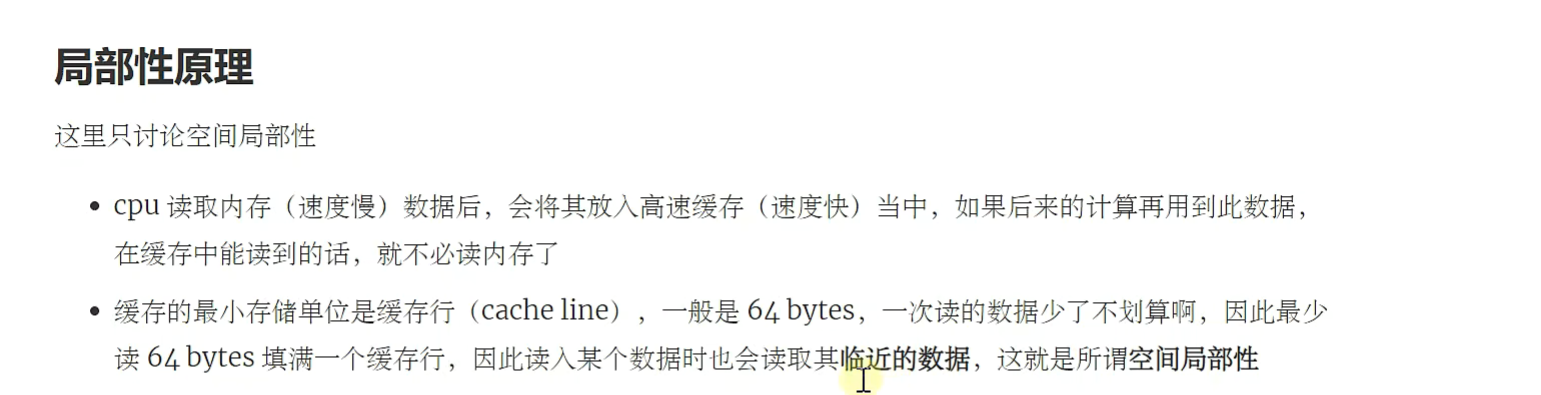 局部性原理
这里只讨论空间局部性
• cpu 读取内存（速度慢）数据后，会将其放入高速缓存（速度快）当中，如果后来的计算再用到此数据，
在缓存中能读到的话，就不必读内存了
• 缓存的最小存储单位是缓存行（cache line），一般是 64 bytes，一次读的数据少了不划算啊，因此最少
读 64 bytes 填满一个缓存行，因此读入某个数据时也会读取其临近的数据，这就是所谓空间局部性